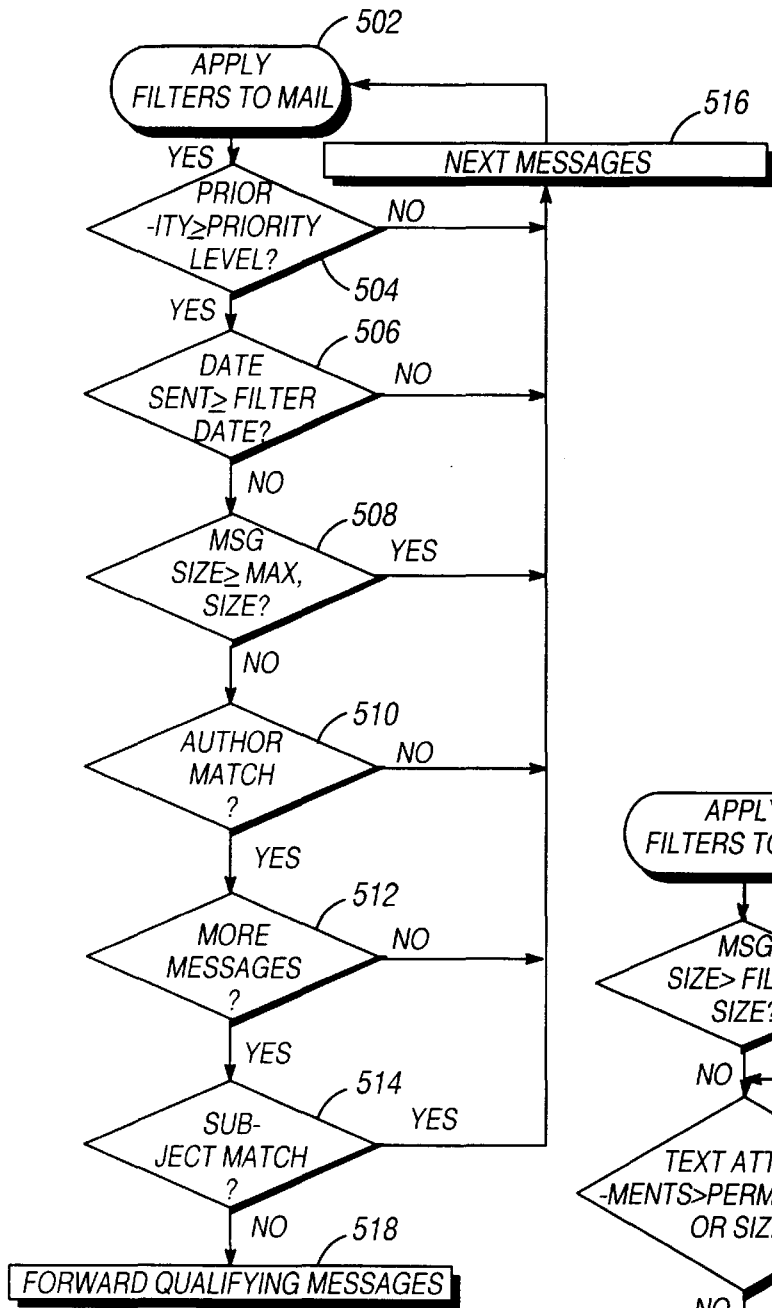 502
APPLY
FILTERS TO MAIL
516
YES
NEXT MESSAGES
PRIOR
-ITY≥PRIORITY
LEVEL?
NO
504
YES
506
DATE
SENT≥ FILTER
DATE?
NO
NO
508
MSG
SIZE≥ MAX,
SIZE?
YES
NO
510
AUTHOR
MATCH
?
NO
YES
512
MORE
MESSAGES
?
NO
YES
514
SUB-
JECT MATCH
?
YES
NO
518
FORWARD QUALIFYING MESSAGES
APPLY
FILTERS TO
MSG
SIZE> FIL
SIZE?
NO
TEXT ATT
-MENTS>PERM
OR SIZ
NO